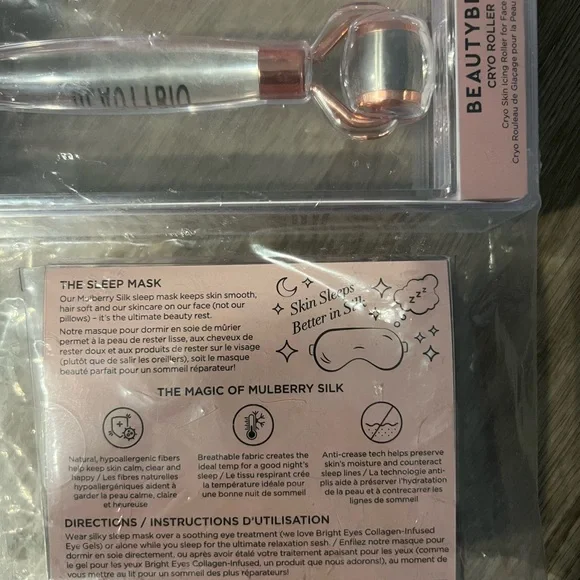 BEAUTYBIO
BEAUTYB
CRYO ROLLER
Cryo Skin Icing Roller for Face
Cryo Rouleau de Glaçage pour la Peau
THE SLEEP MASK
Our Mulberry Silk sleep mask keeps skin smooth,
hair soft and our skincare on our face (not our
pillows) – it's the ultimate beauty rest.
Notre masque pour dormir en soie de mûrier
permet à la peau de rester lisse, aux cheveux de
rester doux et aux produits de rester sur le visage
(plutôt que de salir les oreillers), soit le masque
beauté parfait pour un sommeil réparateur!
Skin Sleeps
Better in Silk
zzz
THE MAGIC OF MULBERRY SILK
Natural, hypoallergenic fibers
help keep skin calm, clear and
happy / Les fibres naturelles
hypoallergéniques aident à
garder la peau calme, claire
et heureuse
Breathable fabric creates the
ideal temp for a good night's
sleep / Le tissu respirant crée
la température idéale pour
une bonne nuit de sommeil
Anti-crease tech helps preserve
skin's moisture and counteract
sleep lines / La technologie anti-
plis aide à préserver l'hydratation
de la peau et à contrecarrer les
lignes de sommeil
DIRECTIONS / INSTRUCTIONS D'UTILISATION
Wear silky sleep mask over a soothing eye treatment (we love Bright Eyes Collagen-Infused
Eye Gels) or alone while you sleep for the ultimate relaxation sesh. / Enfilez notre masque pour
dormir en soie directement, ou après avoir étalé votre traitement apaisant pour les yeux (comme
le gel pour les yeux Bright Eyes Collagen-Infused, un produit que nous adorons!), au moment de
vous mettre au lit pour un sommeil des plus réparateurs!